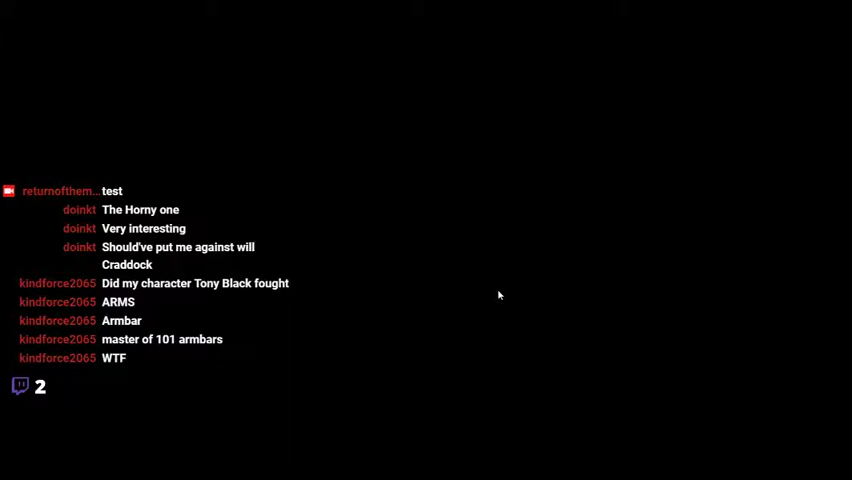 returnofthem... test
doinkt The Horny one
doinkt Very interesting
doinkt Should've put me against will
Craddock
kindforce2065 Did my character Tony Black fought
kindforce2065 ARMS
kindforce2065 Armbar
kindforce2065 master of 101 armbars
kindforce2065 WTF
2